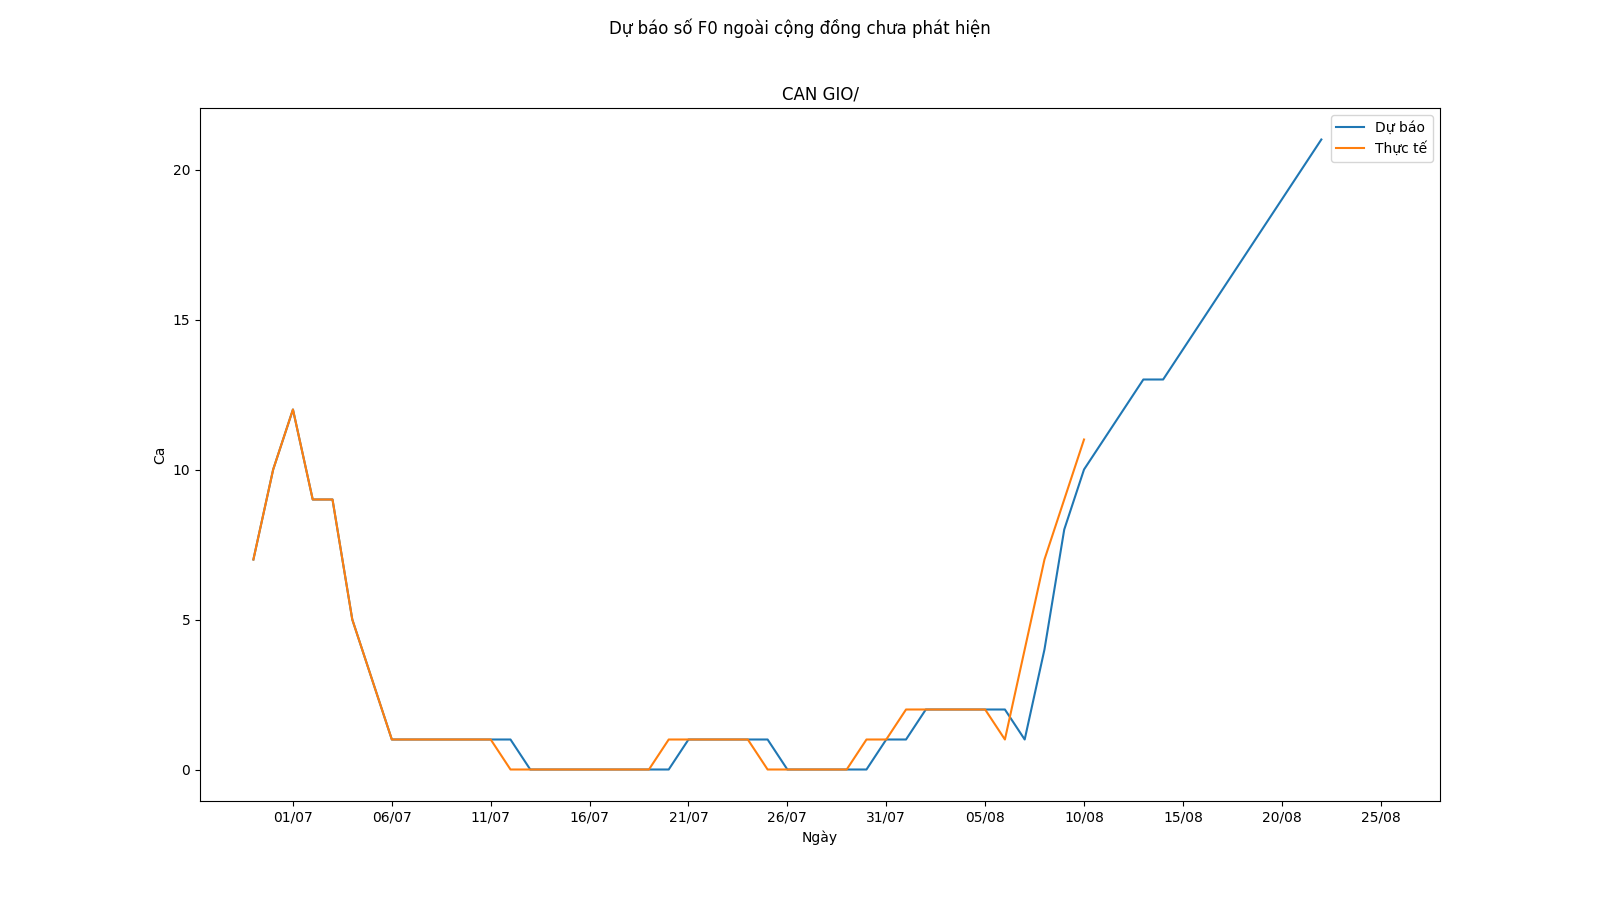 Dự báo số F0 ngoài cộng đồng chưa phát hiện
CAN GIO/
Dự báo
Thực tế
20
15
10
5
0
Ca
01/07 06/07 11/07 16/07 21/07 26/07 31/07 05/08 10/08 15/08 20/08 25/08
Ngày